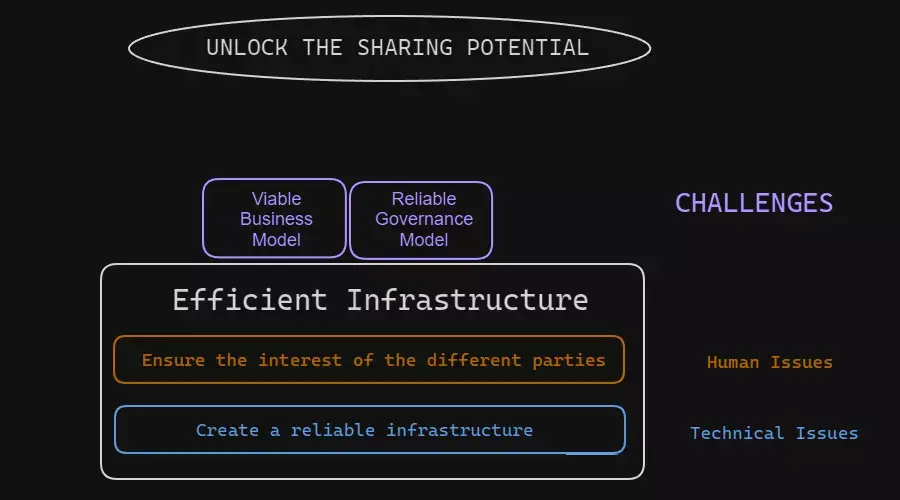 UNLOCK THE SHARING POTENTIAL
Viable
Business
Model
Reliable
Governance
Model
CHALLENGES
Efficient Infrastructure
Ensure the interest of the different parties
Human Issues
Create a reliable infrastructure
Technical Issues